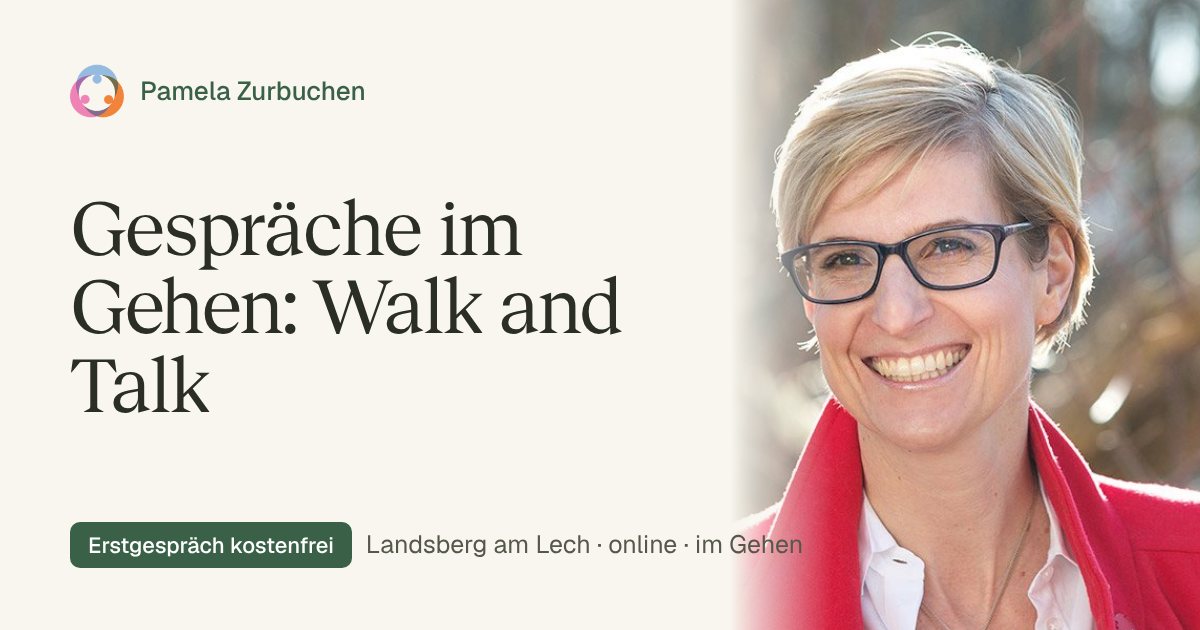 Pamela Zurbuchen
Gespräche im
Gehen: Walk and
Talk
Erstgespräch kostenfrei
Landsberg am Lech · online · im Gehen